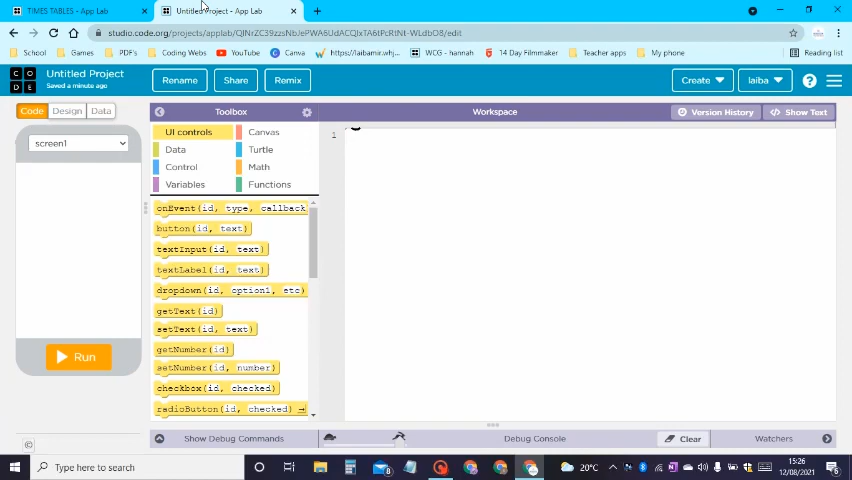 TIMES TABLES - App Lab
Untitled Project - App Lab
studio.code.org/projects/applab/
School
Games
PDF's
Coding Webs
YouTube
Canva
https://laibamir.whj...
WCG - hannah
14 Day Filmmaker
Teacher apps
My phone
Reading list
CODE
Untitled Project
Saved a minute ago
Rename
Share
Remix
Create
laiba
Code
Design
Data
Toolbox
Workspace
Version History
</> Show Text
screen1
UI controls
Canvas
Data
Turtle
Control
Math
Variables
Functions
1
onEvent(id, type, callback
button(id, text)
textInput(id, text)
textLabel(id, text)
dropdown(id, option1, etc)
getText(id)
setText(id, text)
getNumber(id)
setNumber(id, number)
checkbox(id, checked)
radioButton(id, checked)
Run
Show Debug Commands
Debug Console
Clear
Watchers
Type here to search
20°C
15:26
12/08/2021